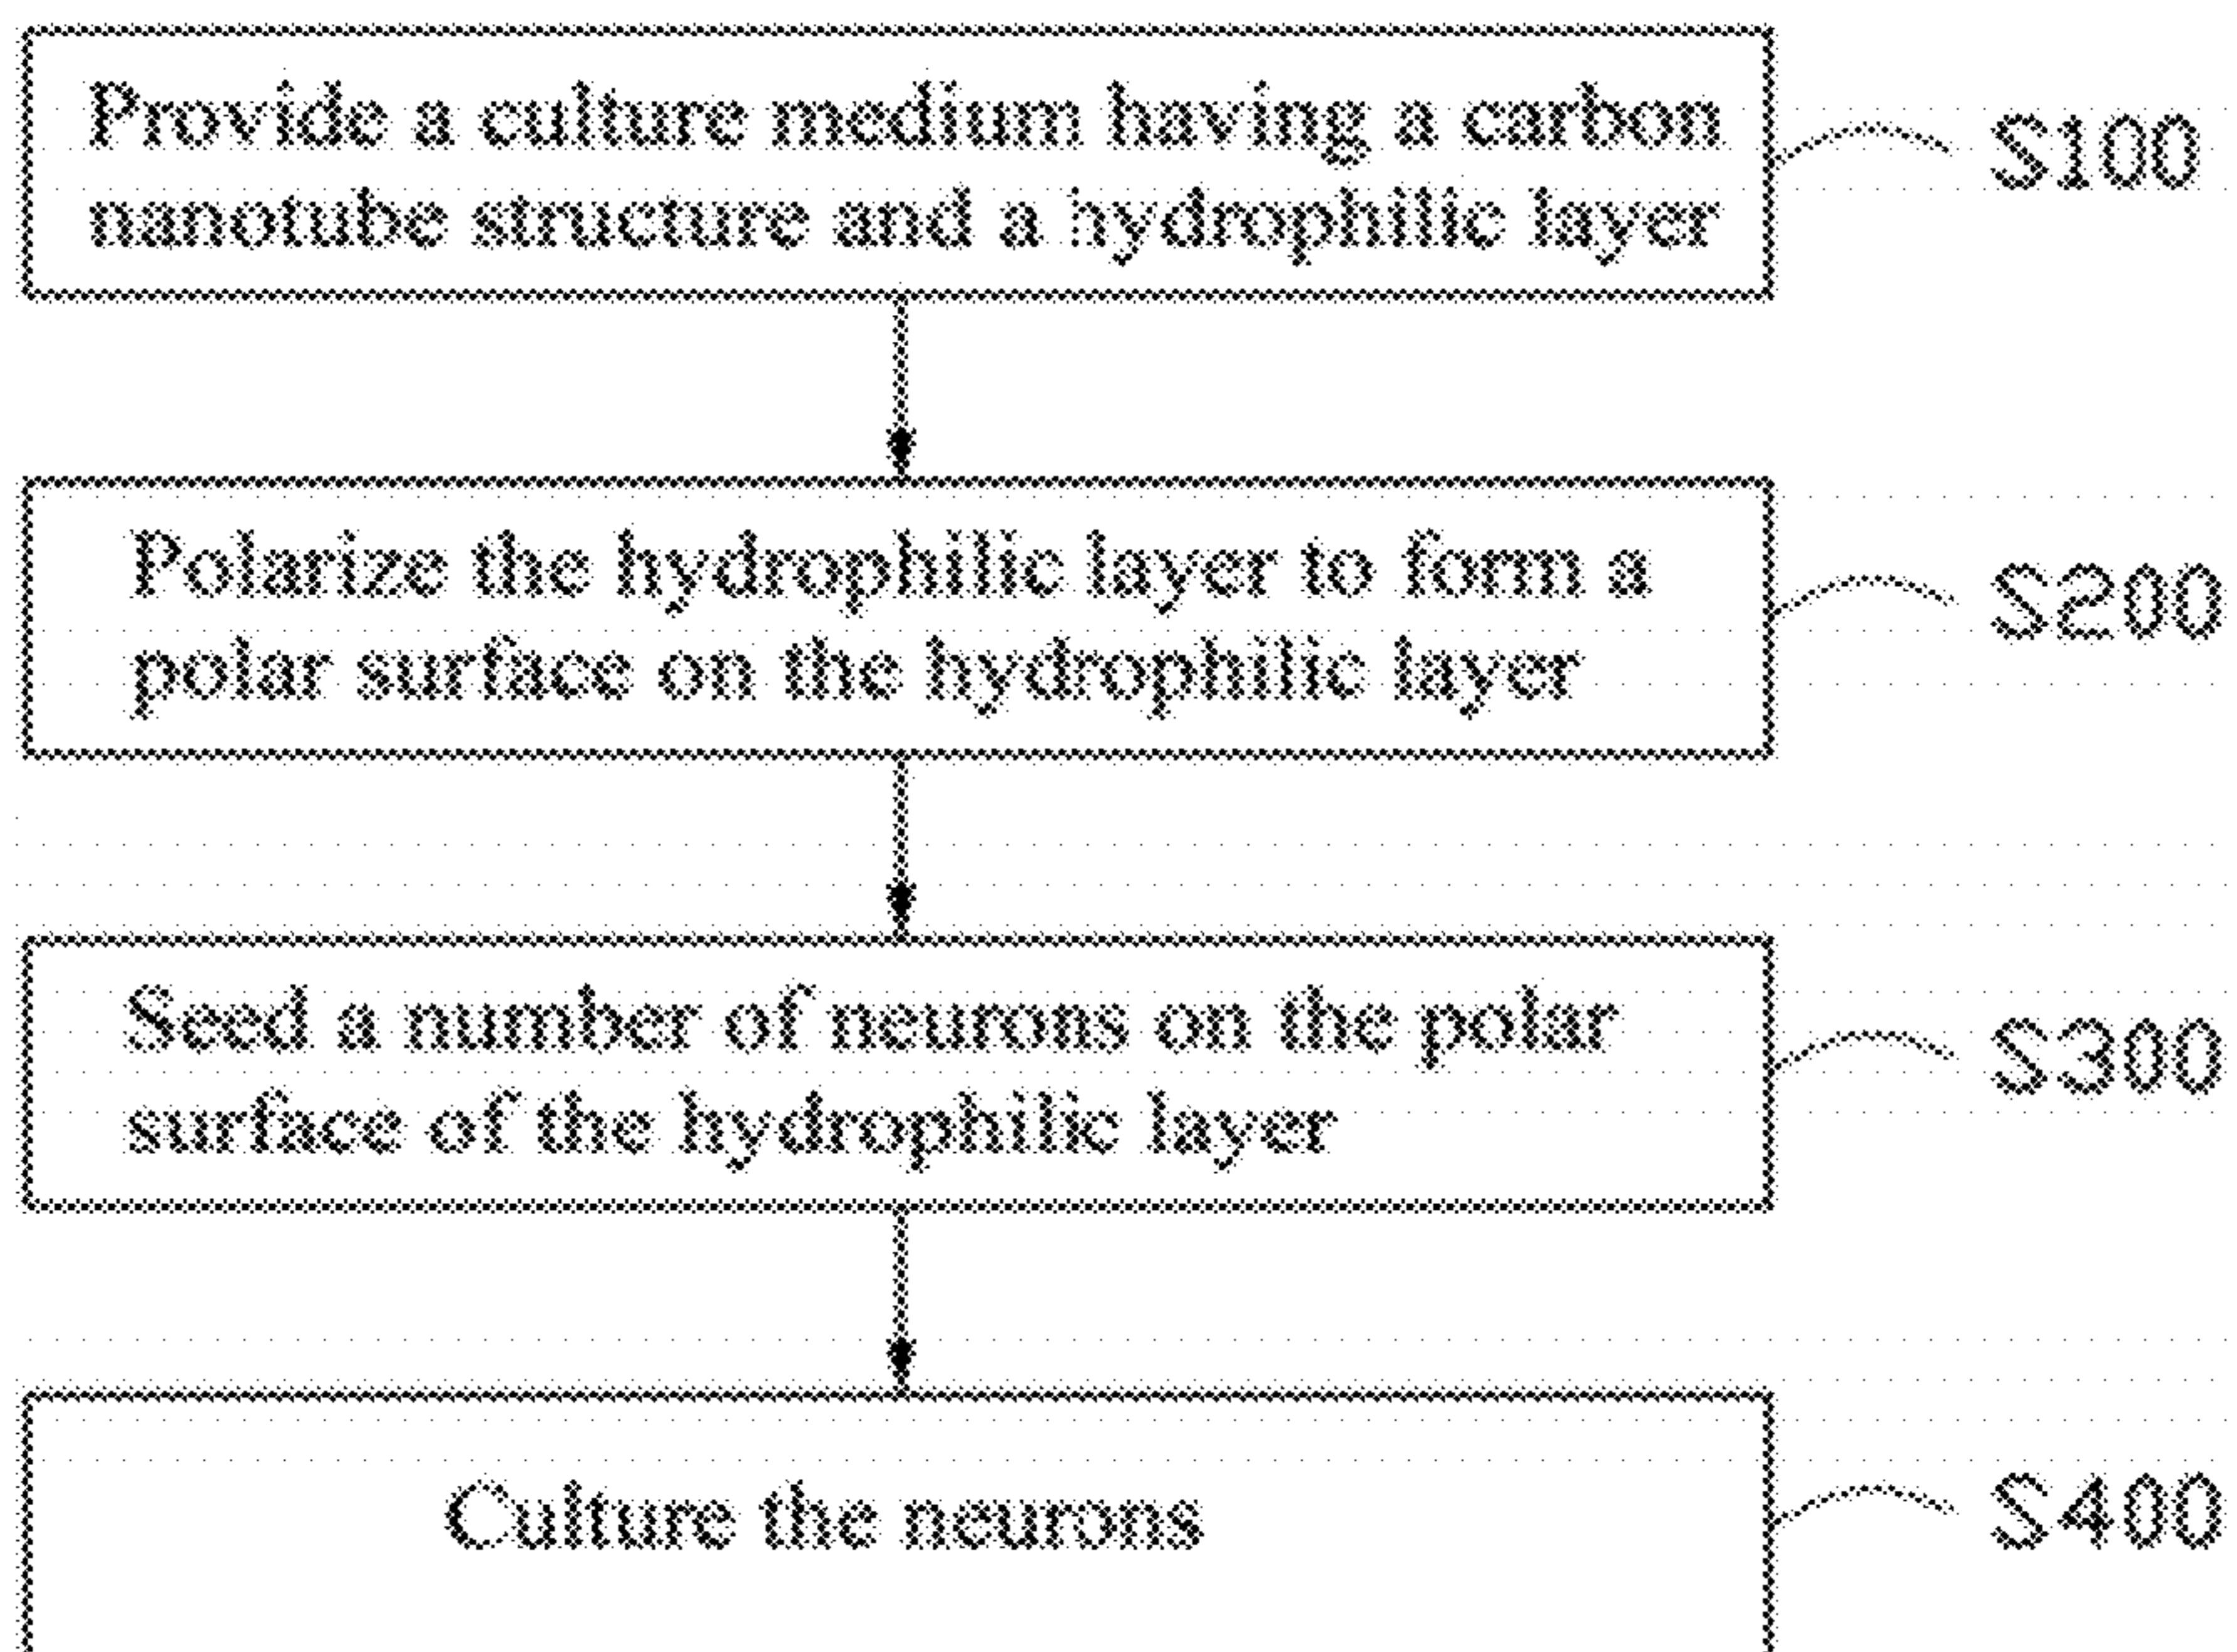 Provide a culture medium having a carbon
nanotube structure and a hydrophilic layer
S100
Polarize the hydrophilic layer to form a
polar surface on the hydrophilic layer
S200
Seed a number of neurons on the polar
surface of the hydrophilic layer
S300
Culture the neurons
S400